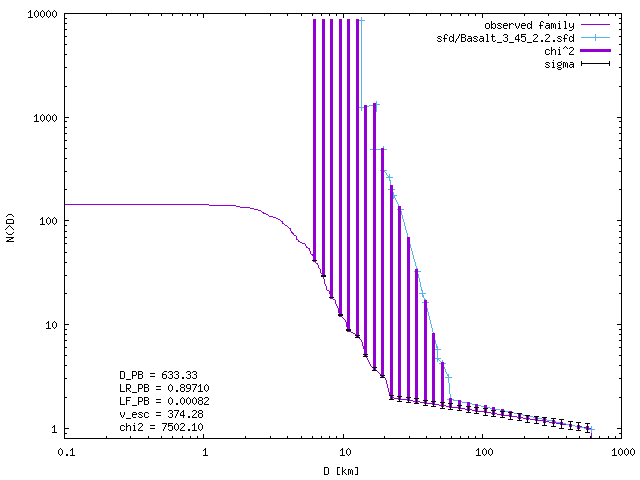 10000
1000
100
10
1
N(>D)
observed family
sfd/Basalt_3_45_2.2.sfd
chi^2
sigma
D_PB = 633.33
LR_PB = 0.89710
LF_PB = 0.00082
v_esc = 374.28
chi2 = 7502.10
0.1 1 10 100 1000
D [km]